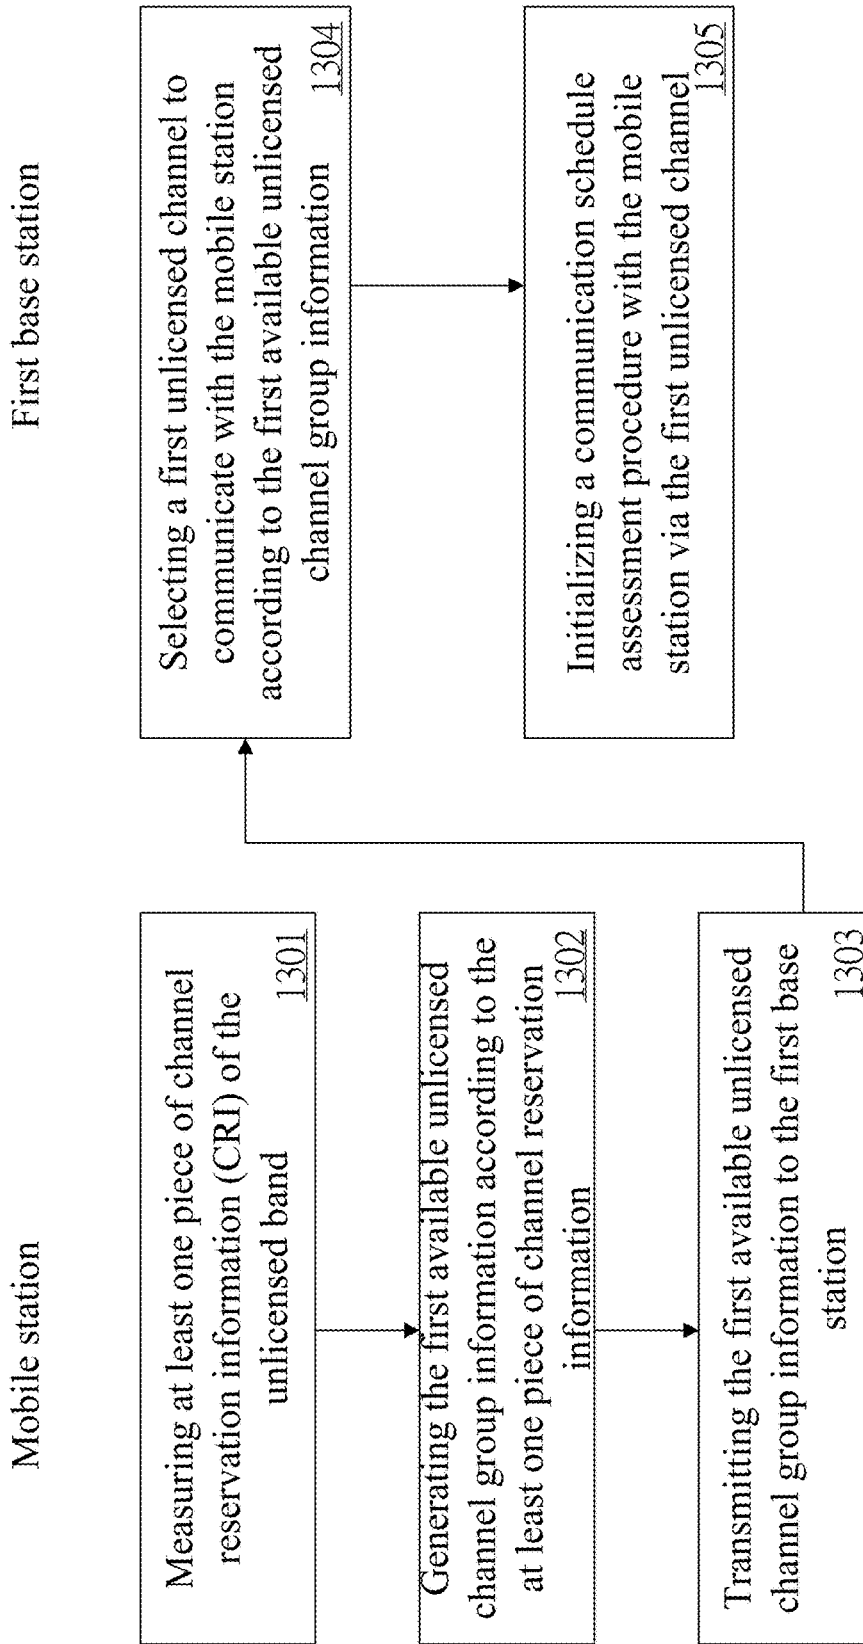 Mobile station
First base station
Measuring at least one piece of channel
reservation information (CRI) of the
unlicensed band
1301
Generating the first available unlicensed
channel group information according to the
at least one piece of channel reservation
information
1302
Transmitting the first available unlicensed
channel group information to the first base
station
1303
Selecting a first unlicensed channel to
communicate with the mobile station
according to the first available unlicensed
channel group information
1304
Initializing a communication schedule
assessment procedure with the mobile
station via the first unlicensed channel
1305